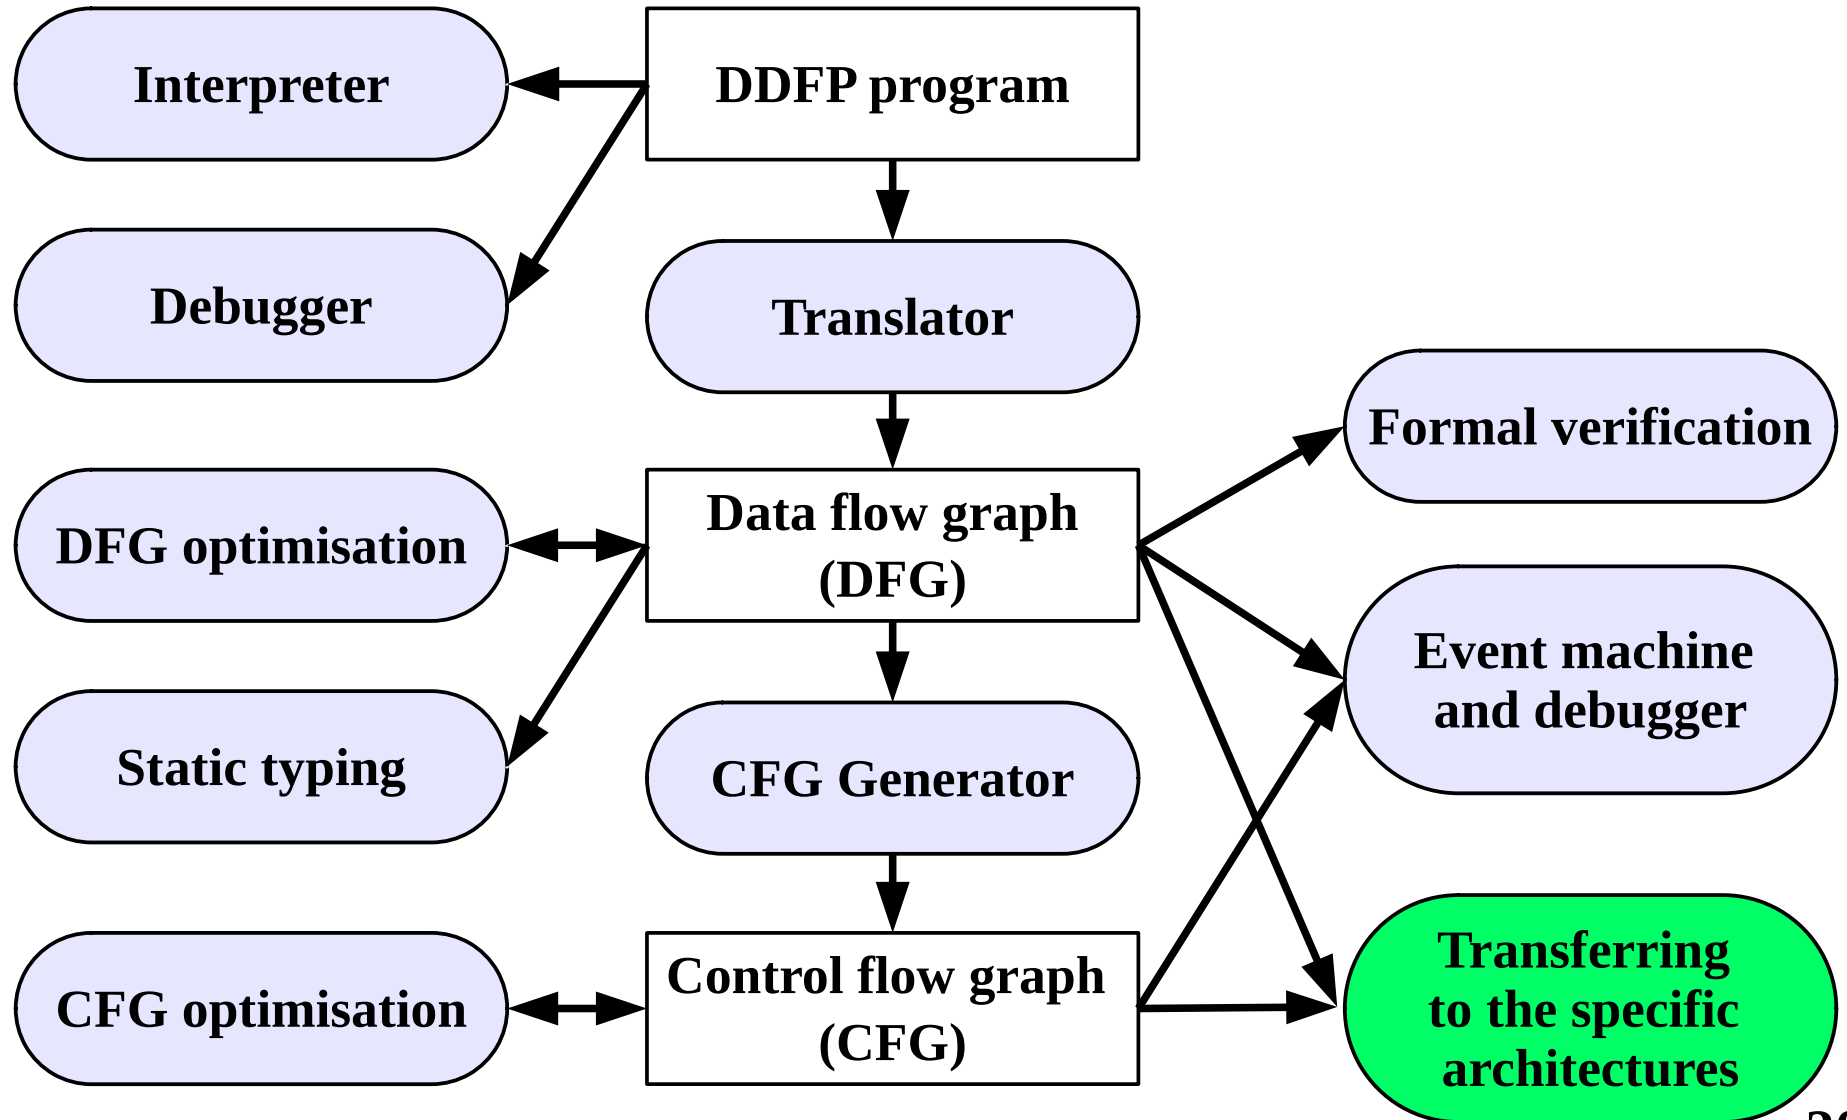 Interpreter
DDFP program
Debugger
Translator
Formal verification
DFG optimisation
Data flow graph
(DFG)
Event machine
and debugger
Static typing
CFG Generator
CFG optimisation
Control flow graph
(CFG)
Transferring
to the specific
architectures